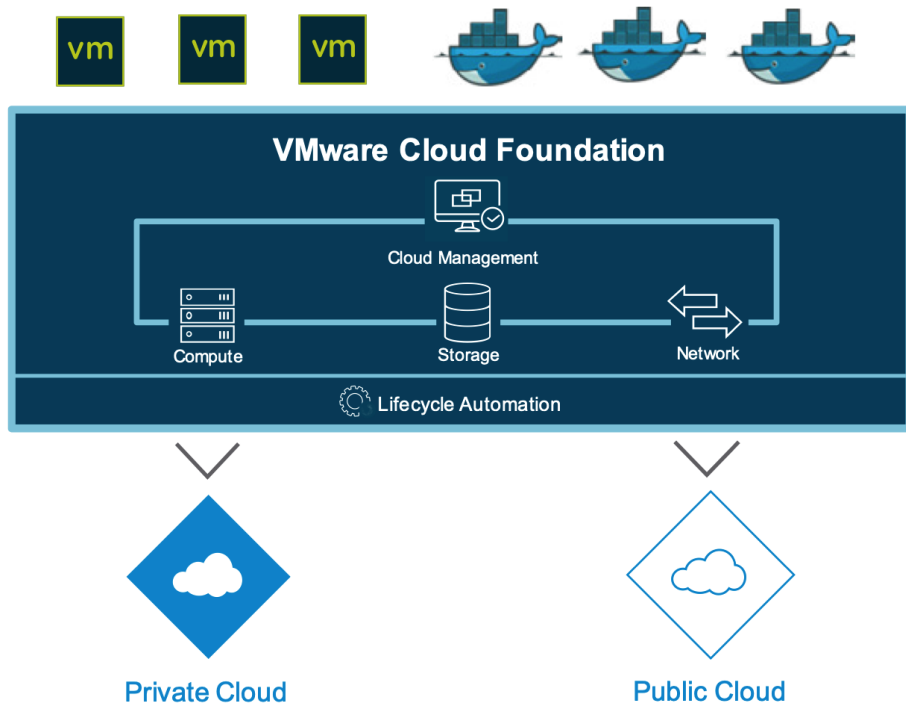 vm vm vm
VMware Cloud Foundation
Cloud Management
Compute Storage Network
Lifecycle Automation
Private Cloud Public Cloud